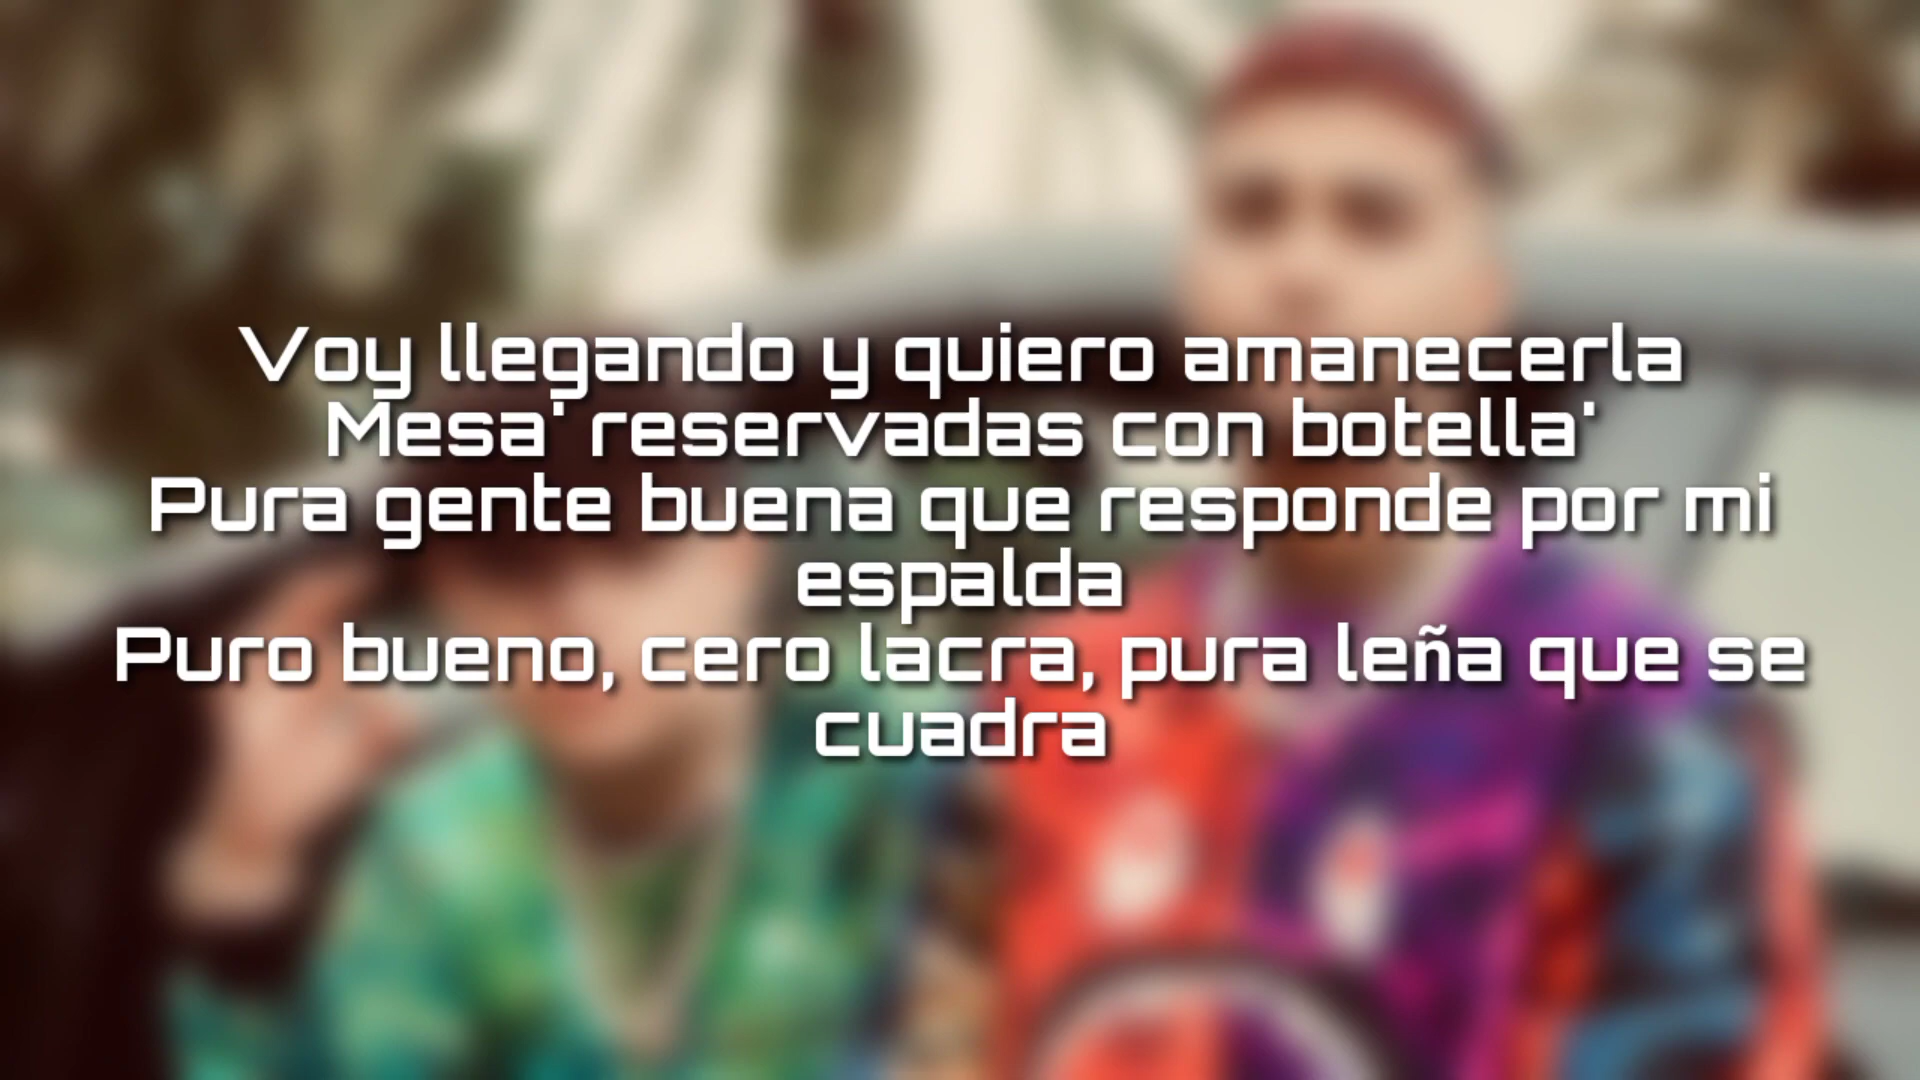 Voy llegando y quiero amanecerla
Mesa' reservadas con botella'
Pura gente buena que responde por mi
espalda
Puro bueno, cero lacra, pura leña que se
cuadra